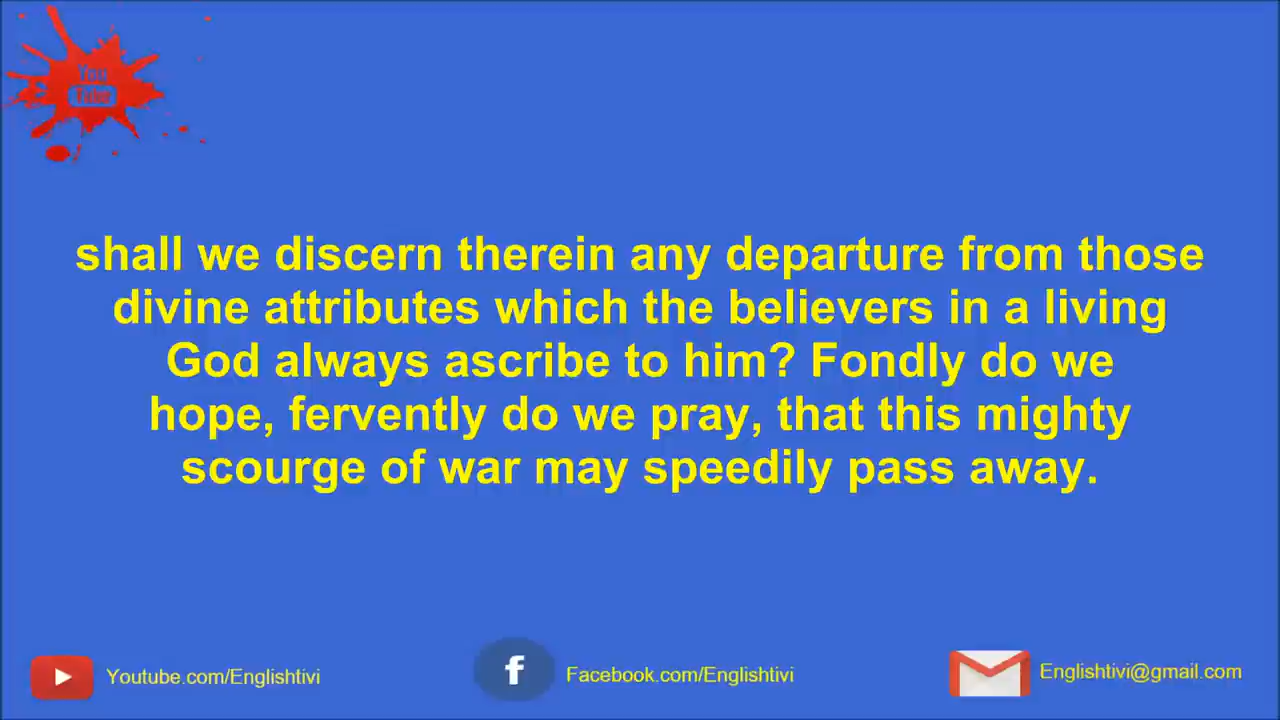 You
Tube
shall we discern therein any departure from those
divine attributes which the believers in a living
God always ascribe to him? Fondly do we
hope, fervently do we pray, that this mighty
scourge of war may speedily pass away.
Youtube.com/Englishtivi
f
Facebook.com/Englishtivi
Englishtivi@gmail.com